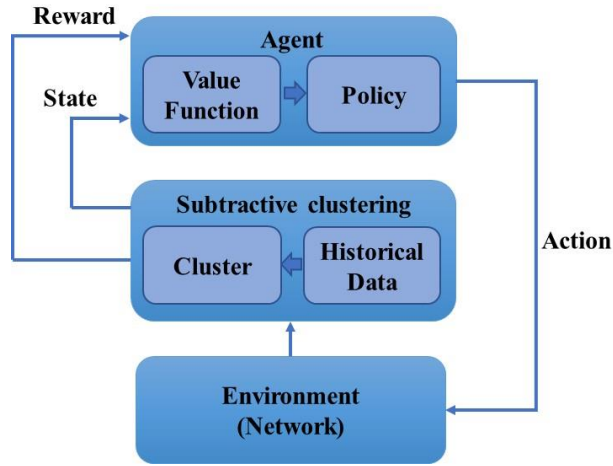 Reward
Agent
Value
Function
Policy
State
Subtractive clustering
Cluster
Historical
Data
Action
Environment
(Network)